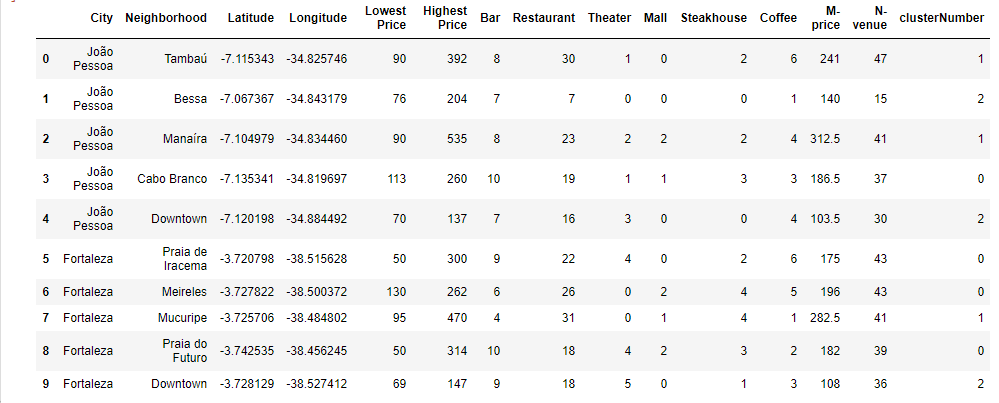 City Neighborhood Latitude Longitude Lowest Price Highest Price Bar Restaurant Theater Mall Steakhouse Coffee M-price N-venue clusterNumber
0 João Pessoa Tambaú -7.115343 -34.825746 90 392 8 30 1 0 2 6 241 47 1
1 João Pessoa Bessa -7.067367 -34.843179 76 204 7 7 0 0 0 1 140 15 2
2 João Pessoa Manaíra -7.104979 -34.834460 90 535 8 23 2 2 2 4 312.5 41 1
3 João Pessoa Cabo Branco -7.135341 -34.819697 113 260 10 19 1 1 3 3 186.5 37 0
4 João Pessoa Downtown -7.120198 -34.884492 70 137 7 16 3 0 0 4 103.5 30 2
5 Fortaleza Praia de Iracema -3.720798 -38.515628 50 300 9 22 4 0 2 6 175 43 0
6 Fortaleza Meireles -3.727822 -38.500372 130 262 6 26 0 2 4 5 196 43 0
7 Fortaleza Mucuripe -3.725706 -38.484802 95 470 4 31 0 1 4 1 282.5 41 1
8 Fortaleza Praia do Futuro -3.742535 -38.456245 50 314 10 18 4 2 3 2 182 39 0
9 Fortaleza Downtown -3.728129 -38.527412 69 147 9 18 5 0 1 3 108 36 2